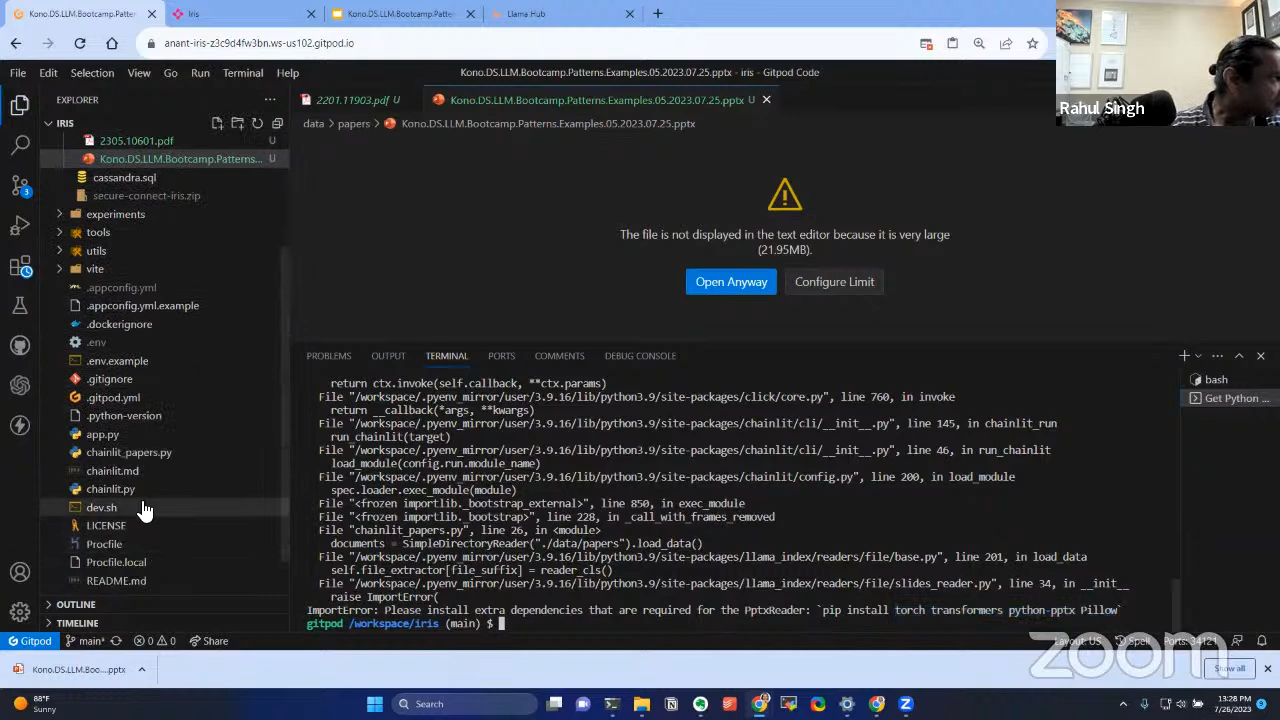 Kono.DS.LLM.Bootcamp.Patter
Iris
Kono.DS.LLM.Bootcamp.Patter
Llama Hub
anant-iris-z3c9d4fw3bn.ws-us102.gitpod.io
Rahul Singh
File Edit Selection View Go Run Terminal Help
Kono.DS.LLM.Bootcamp.Patterns.Examples.05.2023.07.25.pptx - iris - Gitpod Code
EXPLORER
2201.11903.pdf U
Kono.DS.LLM.Bootcamp.Patterns.Examples.05.2023.07.25.pptx U
IRIS
data > papers > Kono.DS.LLM.Bootcamp.Patterns.Examples.05.2023.07.25.pptx
2305.10601.pdf U
Kono.DS.LLM.Bootcamp.Patterns... U
cassandra.sql
secure-connect-iris.zip
experiments
tools
utils
vite
.appconfig.yml
.appconfig.yml.example
.dockerignore
.env
.env.example
.gitignore
.gitpod.yml
.python-version
app.py
chainlit_papers.py
chainlit.md
chainlit.py
dev.sh
LICENSE
Procfile
Procfile.local
README.md
OUTLINE
TIMELINE
3
The file is not displayed in the text editor because it is very large
(21.95MB).
Open Anyway
Configure Limit
PROBLEMS OUTPUT TERMINAL PORTS COMMENTS DEBUG CONSOLE
bash
Get Python ...
return ctx.invoke(self.callback, **ctx.params)
File "/workspace/.pyenv_mirror/user/3.9.16/lib/python3.9/site-packages/click/core.py", line 760, in invoke
return __callback(*args, **kwargs)
File "/workspace/.pyenv_mirror/user/3.9.16/lib/python3.9/site-packages/chainlit/cli/__init__.py", line 145, in chainlit_run
run_chainlit(target)
File "/workspace/.pyenv_mirror/user/3.9.16/lib/python3.9/site-packages/chainlit/cli/__init__.py", line 46, in run_chainlit
load_module(config.run.module_name)
File "/workspace/.pyenv_mirror/user/3.9.16/lib/python3.9/site-packages/chainlit/config.py", line 200, in load_module
spec.loader.exec_module(module)
File "<frozen importlib._bootstrap_external>", line 850, in exec_module
File "<frozen importlib._bootstrap>", line 228, in _call_with_frames_removed
File "chainlit_papers.py", line 26, in <module>
documents = SimpleDirectoryReader("./data/papers").load_data()
File "/workspace/.pyenv_mirror/user/3.9.16/lib/python3.9/site-packages/llama_index/readers/file/base.py", line 201, in load_data
self.file_extractor[file_suffix] = reader_cls()
File "/workspace/.pyenv_mirror/user/3.9.16/lib/python3.9/site-packages/llama_index/readers/file/slides_reader.py", line 34, in __init__
raise ImportError(
ImportError: Please install extra dependencies that are required for the PptxReader: `pip install torch transformers python-pptx Pillow`
gitpod /workspace/iris (main) $
Gitpod main* 0 0 Share
Layout: US Spell Ports: 34121
Kono.DS.LLM.Boo....pptx
Show all
zoom
88°F
Sunny
Search
13:28 PM
7/26/2023